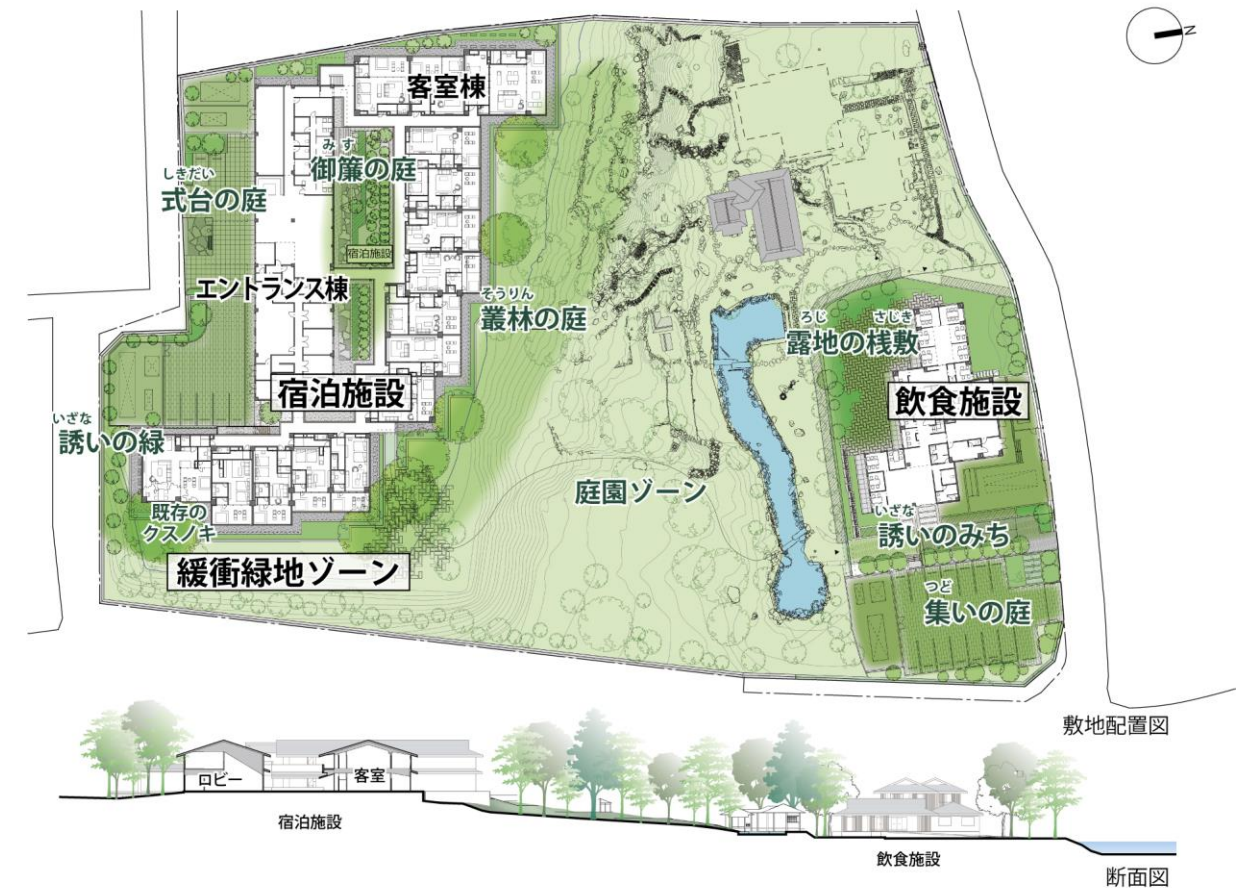 N
客室棟
みす
御簾の庭
しきだい
式台の庭
宿泊施設
エントランス棟
そうりん
叢林の庭
ろじ さじき
露地の桟敷
宿泊施設
飲食施設
いざな
誘いの緑
庭園ゾーン
既存の
クスノキ
いざな
誘いのみち
緩衝緑地ゾーン
つど
集いの庭
敷地配置図
ロビー
客室
宿泊施設
飲食施設
断面図